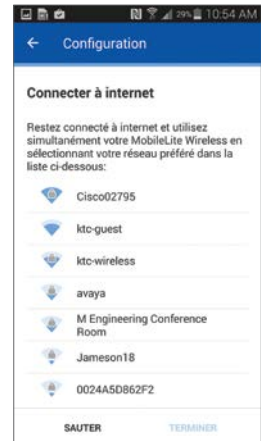 29% 10:54 AM
Configuration
Connecter à internet
Restez connecté à internet et utilisez
simultanément votre MobileLite Wireless en
sélectionnant votre réseau préféré dans la
liste ci-dessous:
Cisco02795
ktc-guest
ktc-wireless
avaya
M Engineering Conference
Room
Jameson18
0024A5D862F2
SAUTER TERMINER